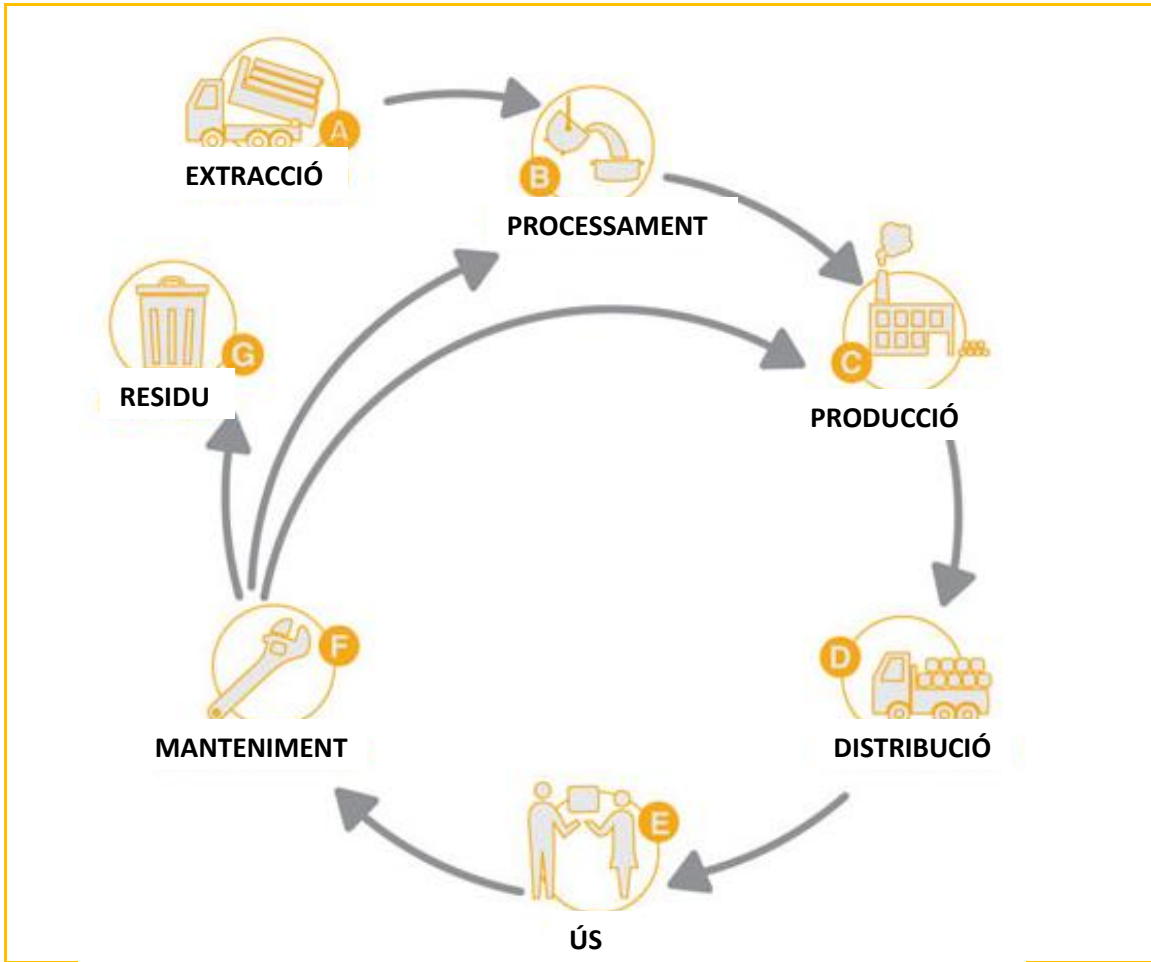 A
EXTRACCIÓ
B
PROCESSAMENT
C
PRODUCCIÓ
D
DISTRIBUCIÓ
E
ÚS
F
MANTENIMENT
G
RESIDU